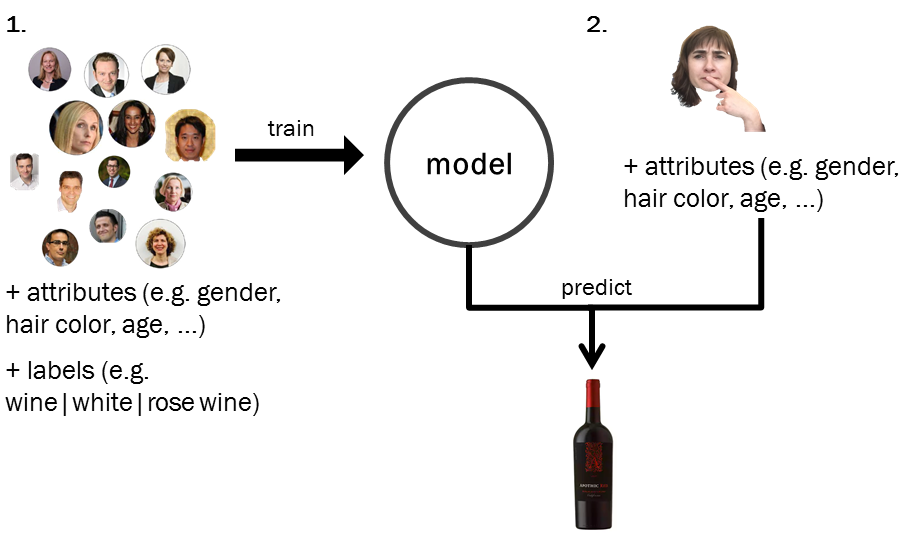 1.
train
+ attributes (e.g. gender,
hair color, age, ...)
+ labels (e.g.
wine|white|rose wine)
model
2.
+ attributes (e.g. gender,
hair color, age, ...)
predict
APOTHIC RED